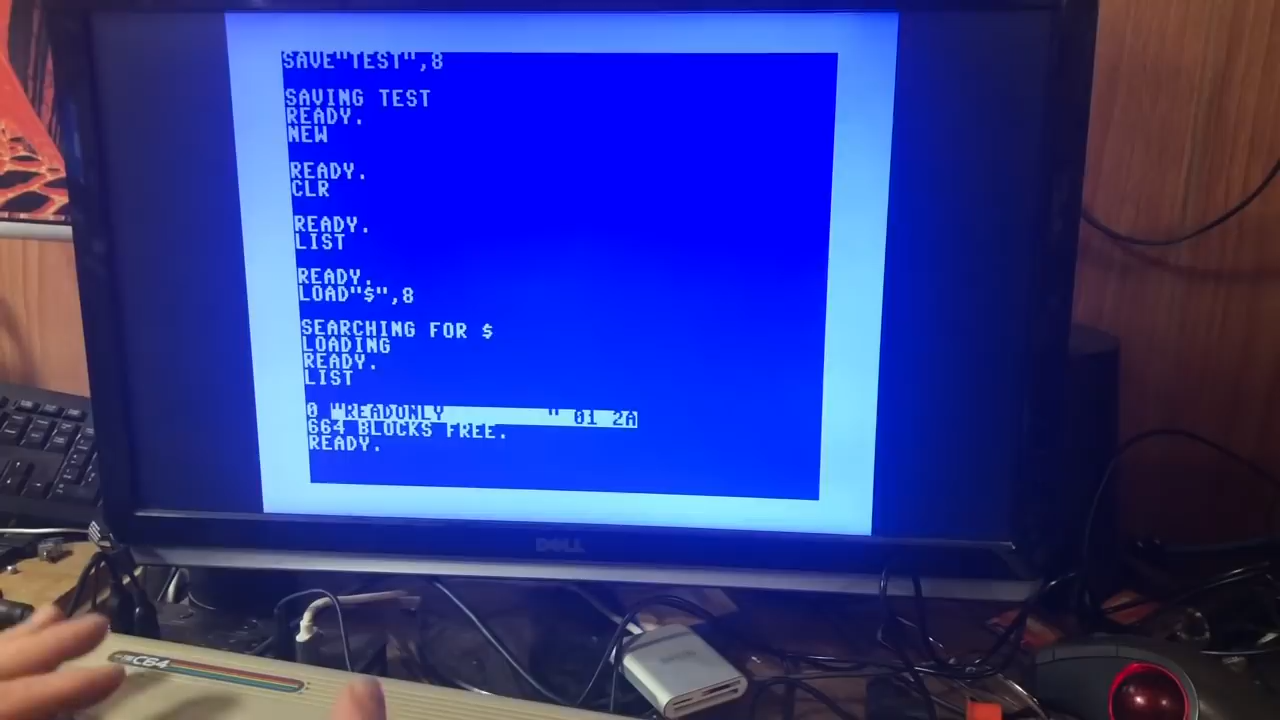 SAVE"TEST",8
SAVING TEST
READY.
NEW
READY.
CLR
READY.
LIST
READY.
LOAD"$",8
SEARCHING FOR $
LOADING
READY.
LIST
0 "READONLY        " 01 2A
664 BLOCKS FREE.
READY.
DELL
C64